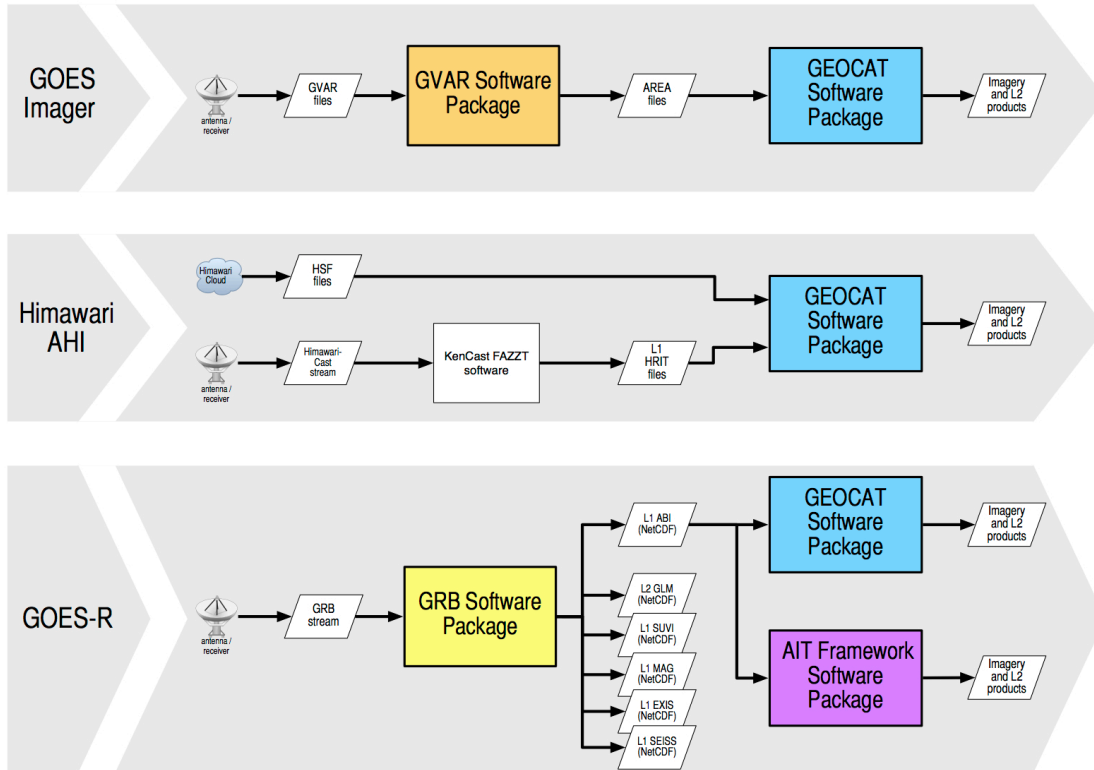 GOES
Imager
antenna /
receiver
GVAR
files
GVAR Software
Package
AREA
files
GEOCAT
Software
Package
Imagery
and L2
products
Himawari
AHI
Himawari
Cloud
HSF
files
antenna /
receiver
Himawari-
Cast
stream
KenCast FAZZT
software
L1
HRIT
files
GEOCAT
Software
Package
Imagery
and L2
products
GOES-R
antenna /
receiver
GRB
stream
GRB Software
Package
L1 ABI
(NetCDF)
L2 GLM
(NetCDF)
L1 SUVI
(NetCDF)
L1 MAG
(NetCDF)
L1 EXIS
(NetCDF)
L1 SEISS
(NetCDF)
GEOCAT
Software
Package
Imagery
and L2
products
AIT Framework
Software
Package
Imagery
and L2
products